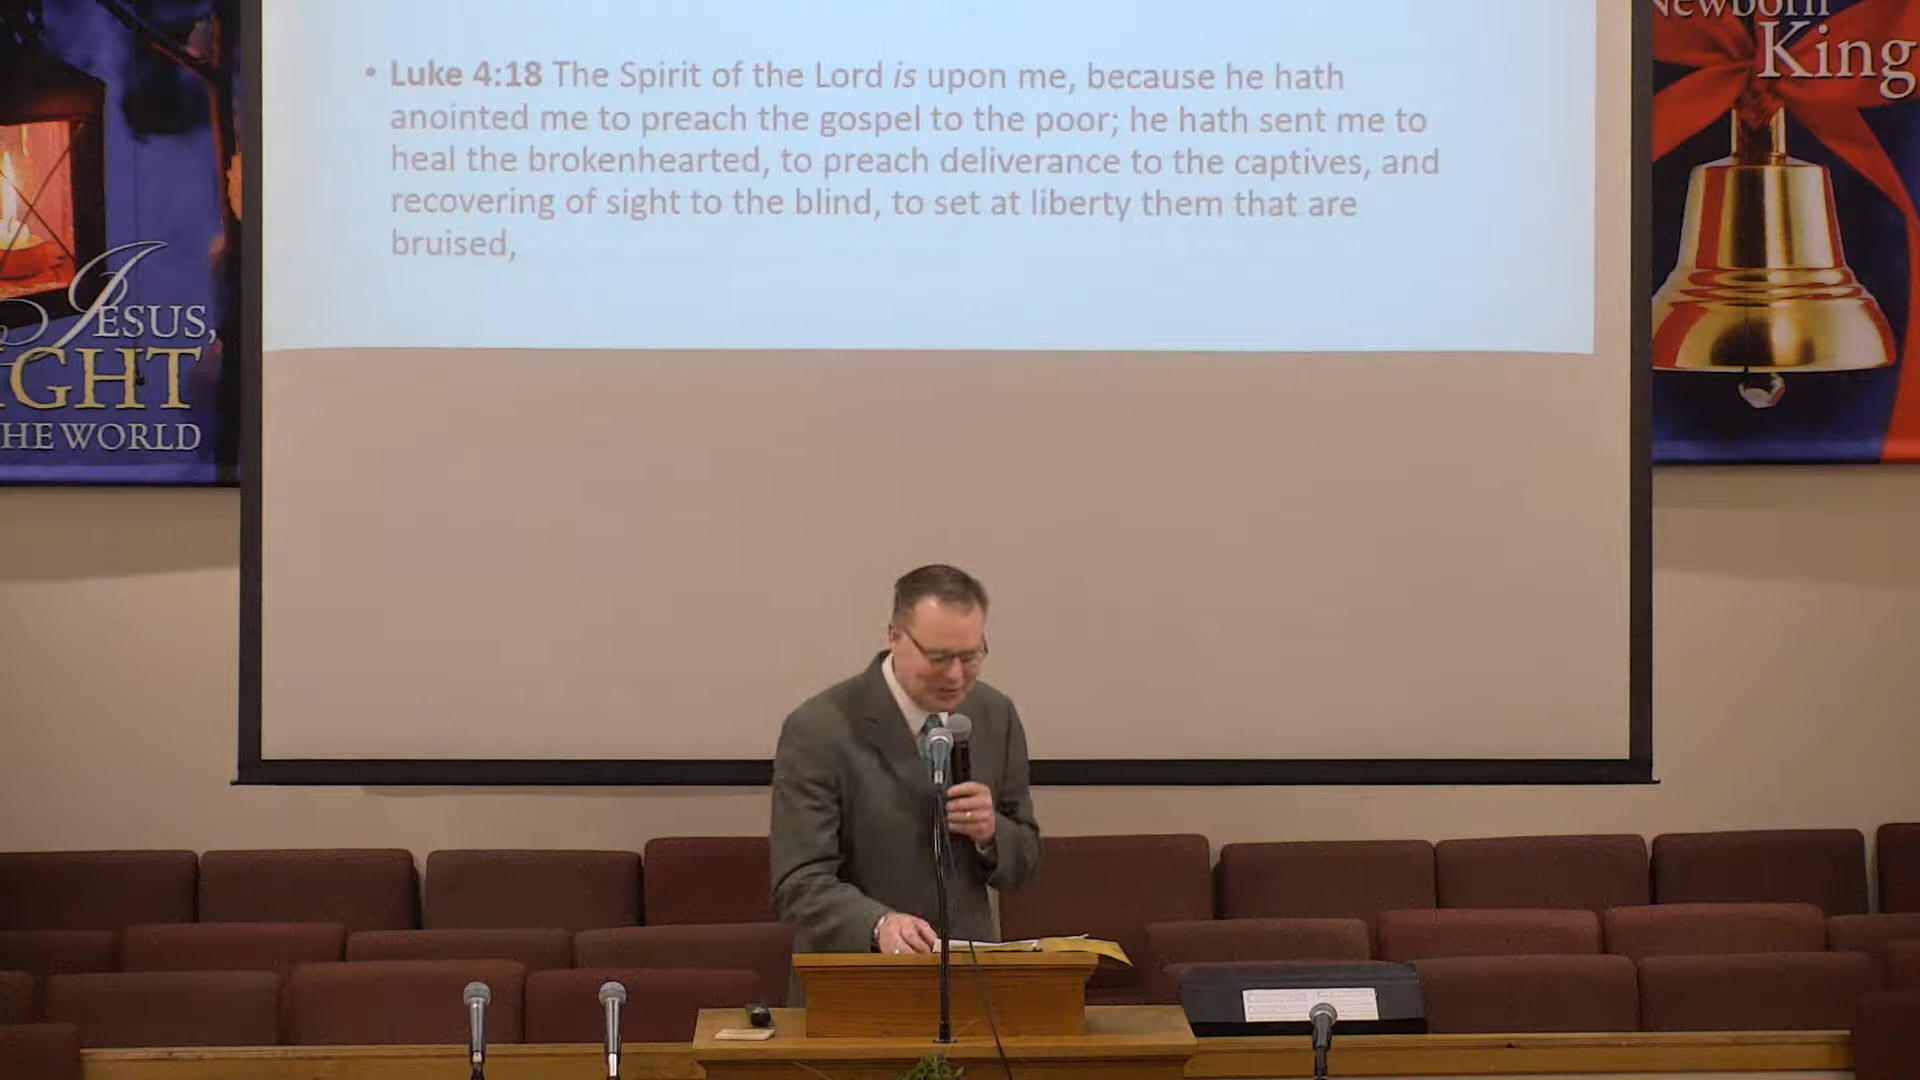 Luke 4:18 The Spirit of the Lord is upon me, because he hath
anointed me to preach the gospel to the poor; he hath sent me to
heal the brokenhearted, to preach deliverance to the captives, and
recovering of sight to the blind, to set at liberty them that are
bruised,
JESUS,
IGHT
HE WORLD
Newborn
King